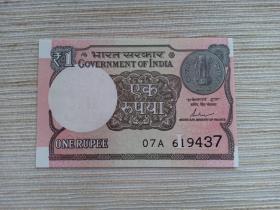 ₹1 भारत सरकार
GOVERNMENT OF INDIA
एक
रुपया
ONE RUPEE 07A 619437